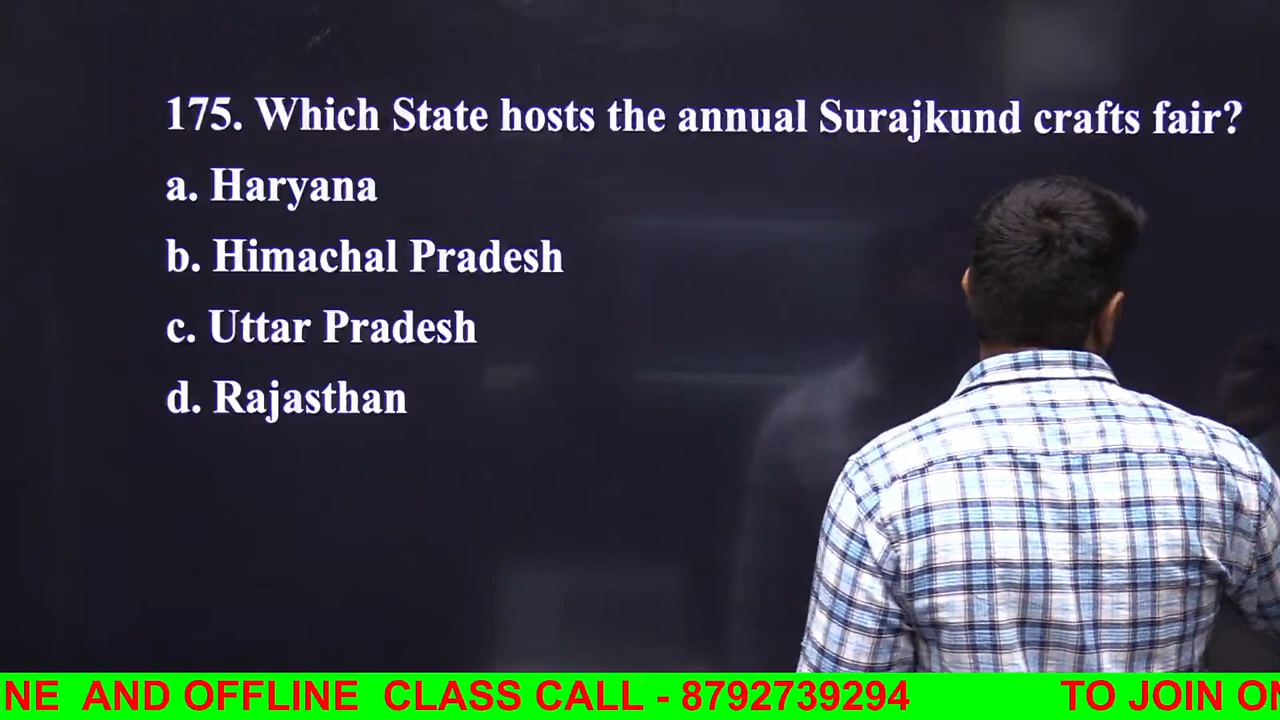 175. Which State hosts the annual Surajkund crafts fair?
a. Haryana
b. Himachal Pradesh
c. Uttar Pradesh
d. Rajasthan
NE AND OFFLINE CLASS CALL - 8792739294 TO JOIN ON